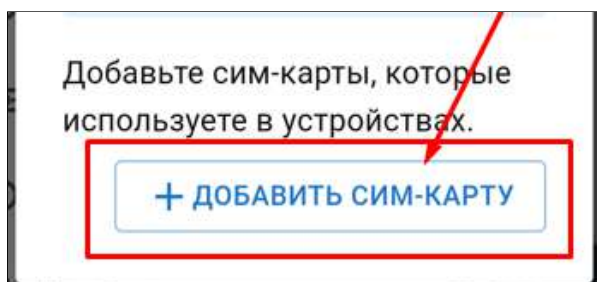 Добавьте сим-карты, которые
используете в устройствах.
+ ДОБАВИТЬ СИМ-КАРТУ